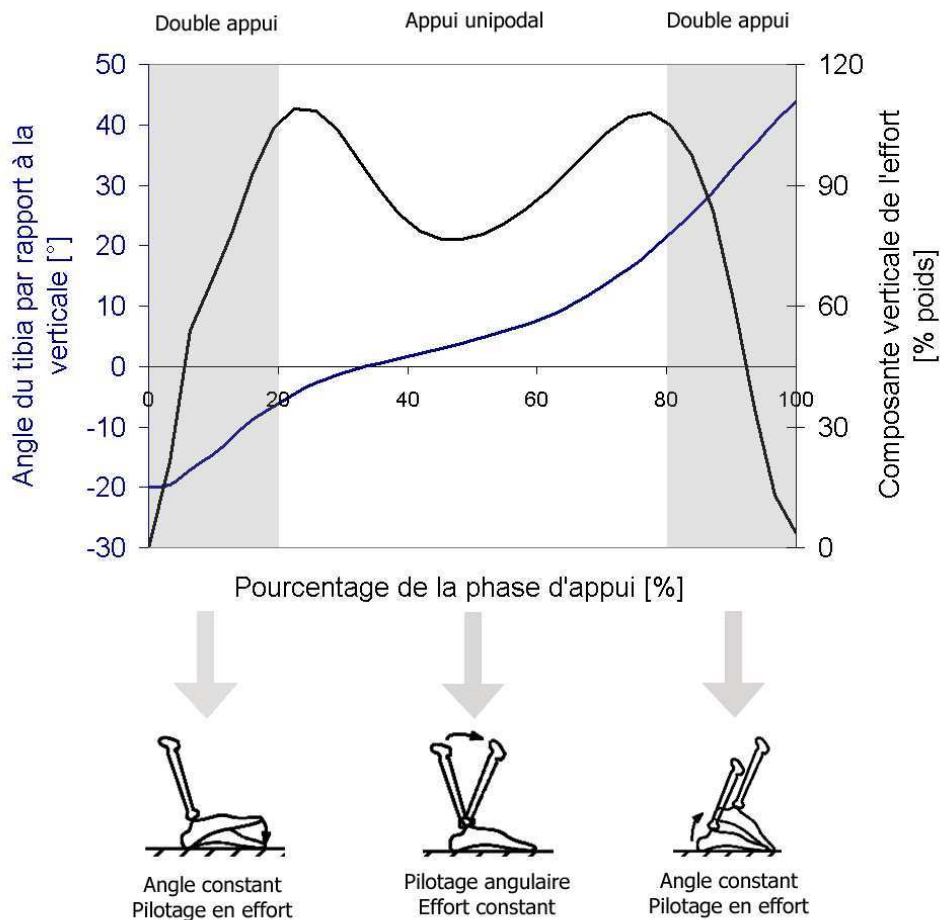 Double appui
Appui unipodal
Double appui
50
40
30
20
10
0
-10
-20
-30
Angle du tibia par rapport à la
verticale [°]
120
90
60
30
0
Composante verticale de l'effort
[% poids]
0
20
40
60
80
100
Pourcentage de la phase d'appui [%]
Angle constant
Pilotage en effort
Pilotage angulaire
Effort constant
Angle constant
Pilotage en effort